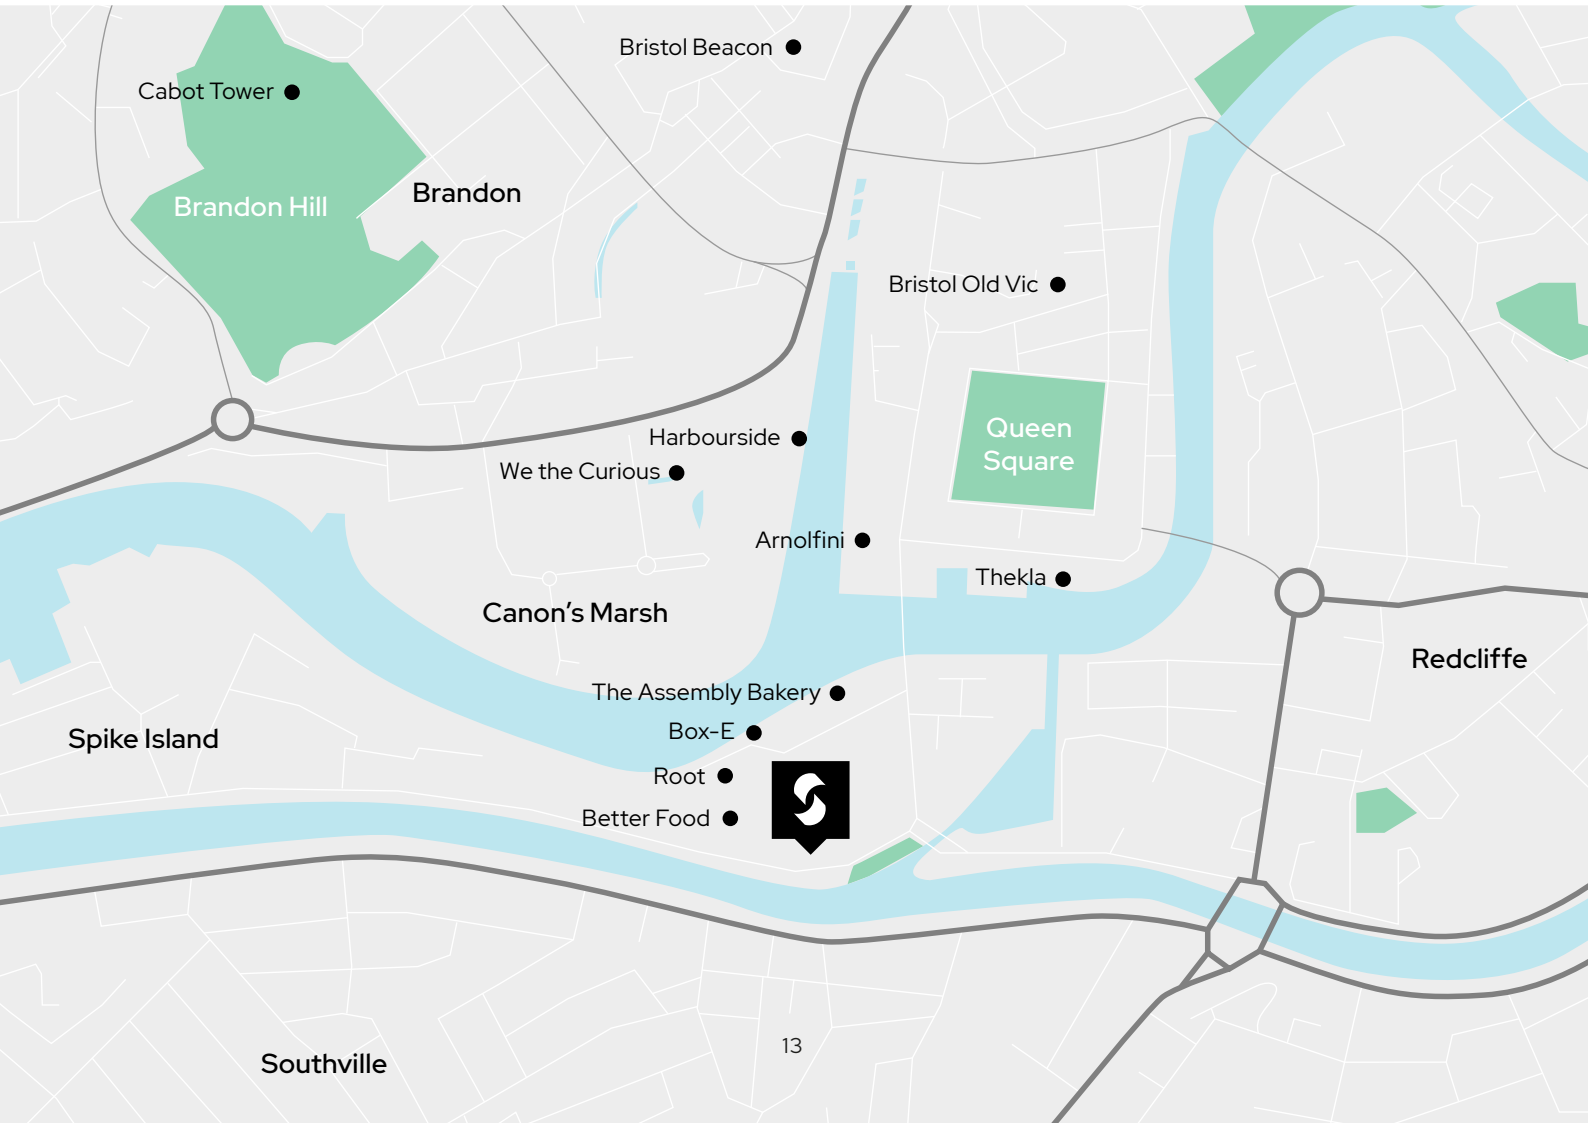 Bristol Beacon
Cabot Tower
Brandon
Brandon Hill
Bristol Old Vic
Queen
Square
Harbourside
We the Curious
Arnolfini
Thekla
Canon's Marsh
Redcliffe
The Assembly Bakery
Box-E
Spike Island
Root
Better Food
13
Southville